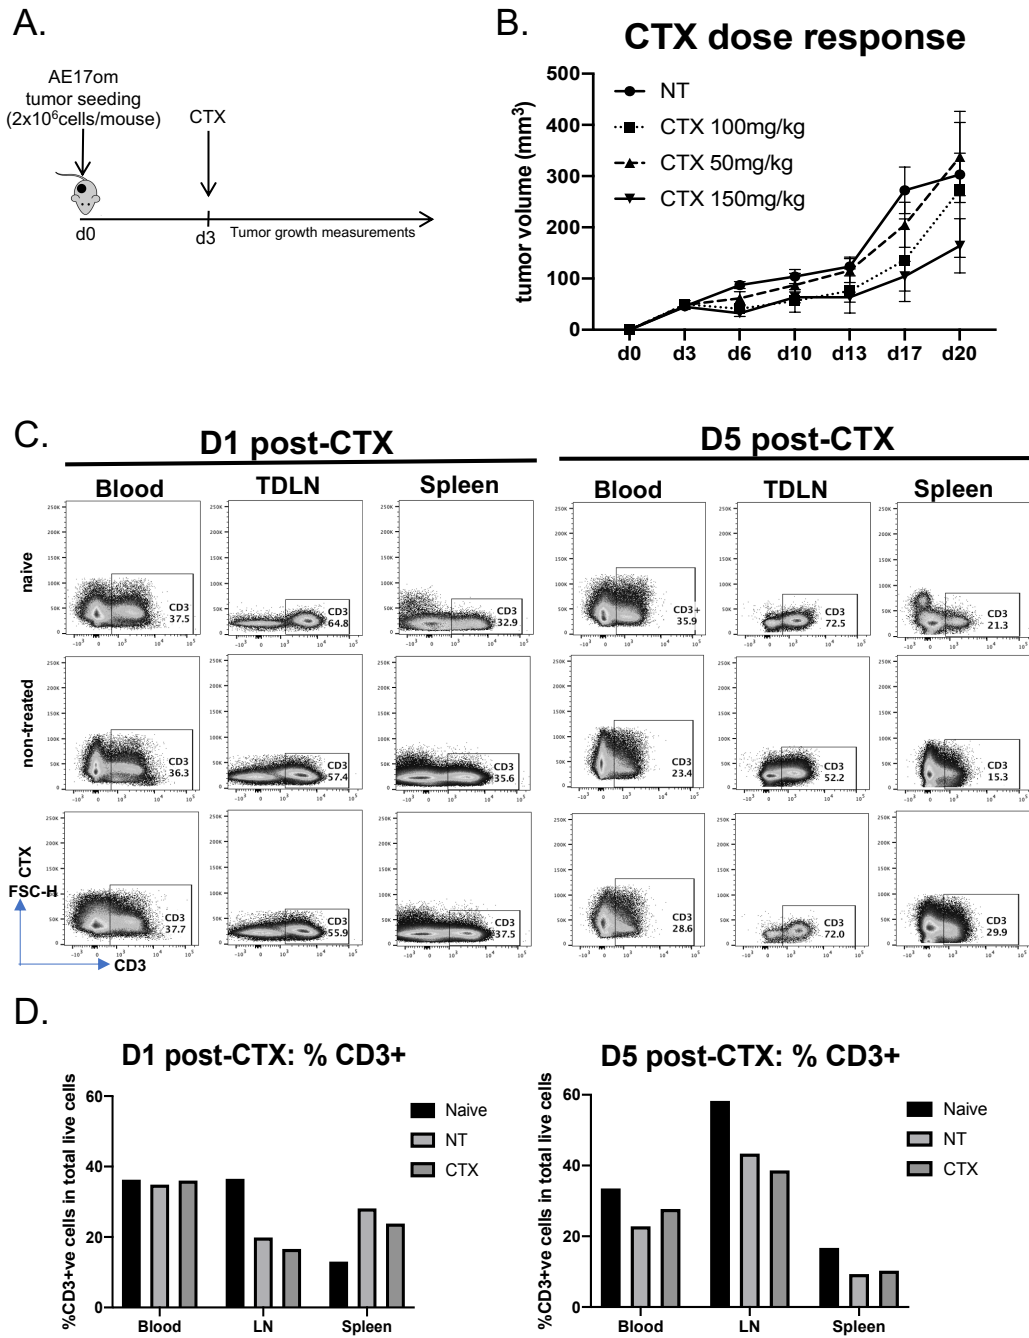 A.
AE17om
tumor seeding
(2x10⁶cells/mouse)
CTX
d0
d3
Tumor growth measurements
B.
CTX dose response
tumor volume (mm³)
500
400
300
200
100
0
NT
CTX 100mg/kg
CTX 50mg/kg
CTX 150mg/kg
d0 d3 d6 d10 d13 d17 d20
C.
D1 post-CTX
D5 post-CTX
Blood TDLN Spleen Blood TDLN Spleen
naive
CD3 37.5
CD3 64.8
CD3 32.9
CD3+ 35.9
CD3 72.5
CD3 21.3
non-treated
CD3 36.3
CD3 57.4
CD3 35.6
CD3 23.4
CD3 52.2
CD3 15.3
CTX
CD3 37.7
CD3 55.9
CD3 37.5
CD3 28.6
CD3 72.0
CD3 29.9
FSC-H
CD3
D.
D1 post-CTX: % CD3+
%CD3+ve cells in total live cells
60
40
20
0
Blood LN Spleen
Naive
NT
CTX
D5 post-CTX: % CD3+
%CD3+ve cells in total live cells
60
40
20
0
Blood LN Spleen
Naive
NT
CTX